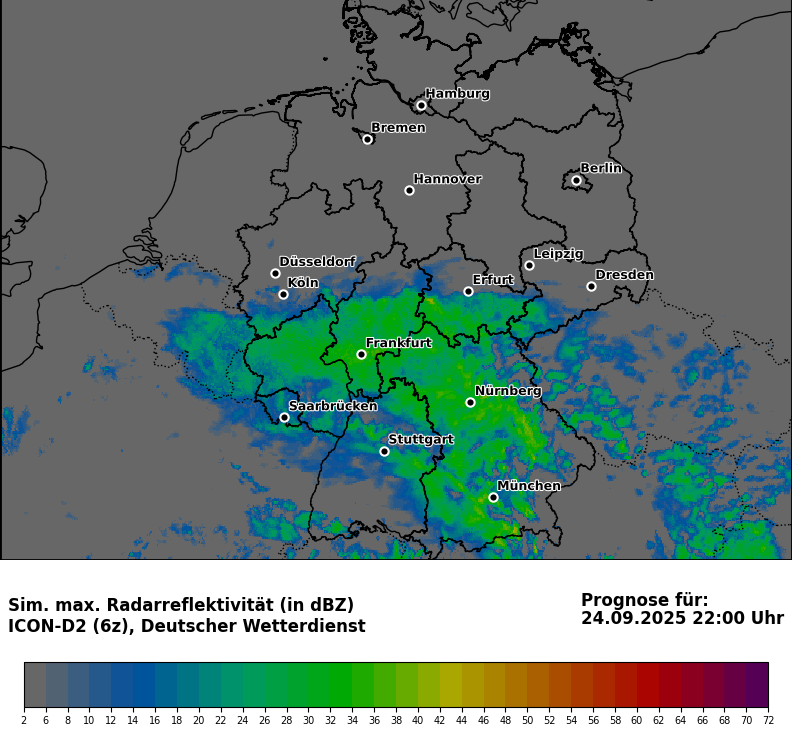 Hamburg
Bremen
Berlin
Hannover
Leipzig
Düsseldorf
Dresden
Köln
Erfurt
Frankfurt
Nürnberg
Saarbrücken
Stuttgart
München
Sim. max. Radarreflektivität (in dBZ)
ICON-D2 (6z), Deutscher Wetterdienst
Prognose für:
24.09.2025 22:00 Uhr
2 6 8 10 12 14 16 18 20 22 24 26 28 30 32 34 36 38 40 42 44 46 48 50 52 54 56 58 60 62 64 66 68 70 72